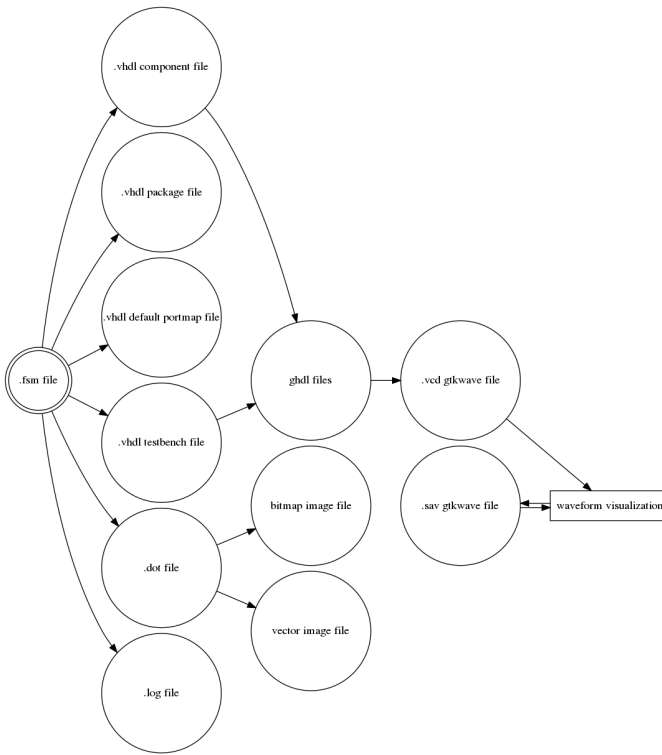 .vhdl component file
.vhdl package file
.vhdl default portmap file
.fsm file
ghdl files
.vcd gtkwave file
.vhdl testbench file
bitmap image file
.sav gtkwave file
waveform visualization
.dot file
vector image file
.log file